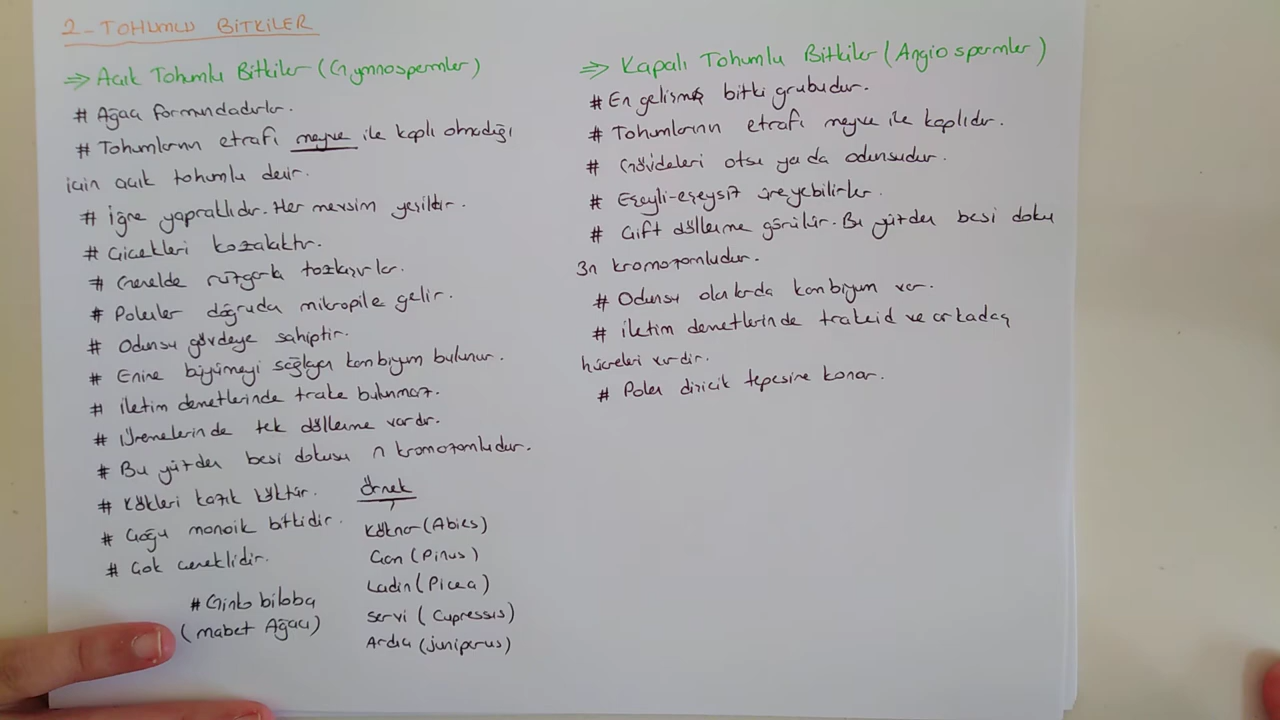 2-TOHUMLU BİTKİLER
⇒ Açık Tohumlu Bitkiler (Gymnospermler)
# Ağaç formundadırlar.
# Tohumlarının etrafı meyve ile kaplı olmadığı
için açık tohumlu denir.
# İğne yapraklıdır. Her mevsim yeşildir.
# Çiçekleri kozalaktır.
# Genelde rüzgarla tozlaşırlar.
# Polenler doğruda mikropile gelir.
# Odunsu gövdeye sahiptir.
# Enine büyümeyi sağlayan kambiyum bulunur.
# İletim demetlerinde trake bulunmaz.
# Üremelerinde tek dölleme vardır.
# Bu yüzden besi dokusu n kromozomludur.
# Kökleri kazık köktür.
# Çoğu monoik bitkidir.
# Çok çeneklidir.
# Ginko biloba
(mabet Ağacı)
Örnek
Köknar (Abies)
Çam (Pinus)
Ladin (Picea)
Servi (Cupressis)
Ardıç (juniperus)
⇒ Kapalı Tohumlu Bitkiler (Angiospermler)
# En gelişmiş bitki grubudur.
# Tohumlarının etrafı meyve ile kaplıdır.
# Gövdeleri otsu ya da odunsudur.
# Eşeyli-eşeysiz üreyebilirler.
# Çift dölleme görülür. Bu yüzden besi doku
3n kromozomludur.
# Odunsu olanlarda kambiyum var.
# İletim demetlerinde trakeid ve arkadaş
hücreleri vardır.
# Polen dişicik tepesine konar.